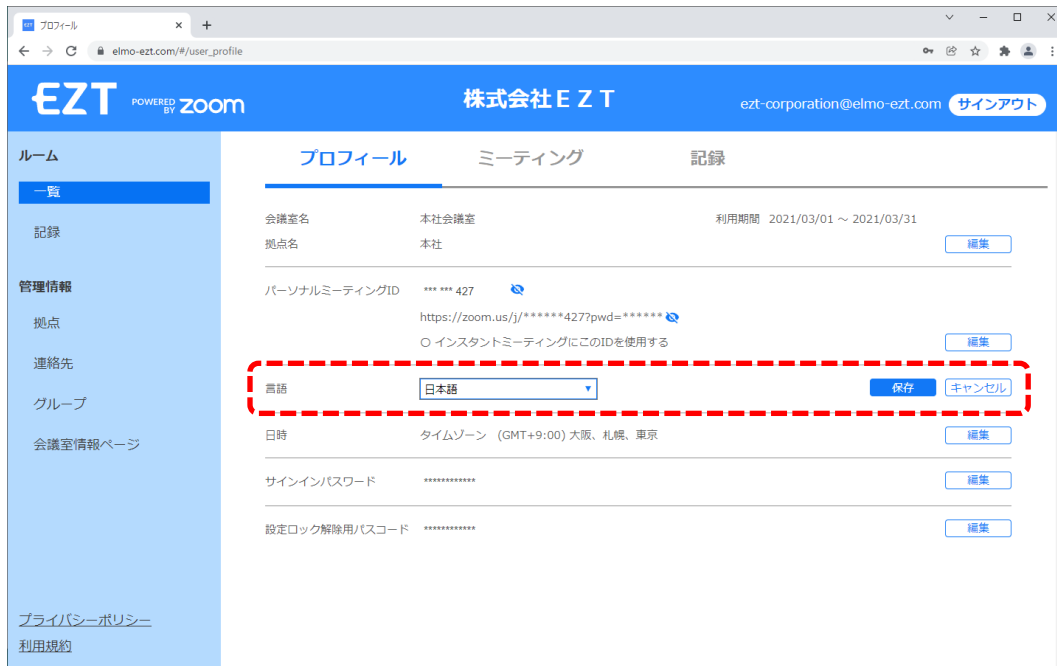 EZT プロフィール
elmo-ezt.com/#/user_profile
EZT POWERED BY zoom 株式会社ＥＺＴ ezt-corporation@elmo-ezt.com サインアウト
ルーム
一覧
記録
管理情報
拠点
連絡先
グループ
会議室情報ページ
プライバシーポリシー
利用規約
プロフィール ミーティング 記録
会議室名 本社会議室 利用期間 2021/03/01 ～ 2021/03/31
拠点名 本社 編集
パーソナルミーティングID *** *** 427
https://zoom.us/j/******427?pwd=******
インスタントミーティングにこのIDを使用する 編集
言語 日本語 保存 キャンセル
日時 タイムゾーン (GMT+9:00) 大阪、札幌、東京 編集
サインインパスワード ************ 編集
設定ロック解除用パスコード ************ 編集